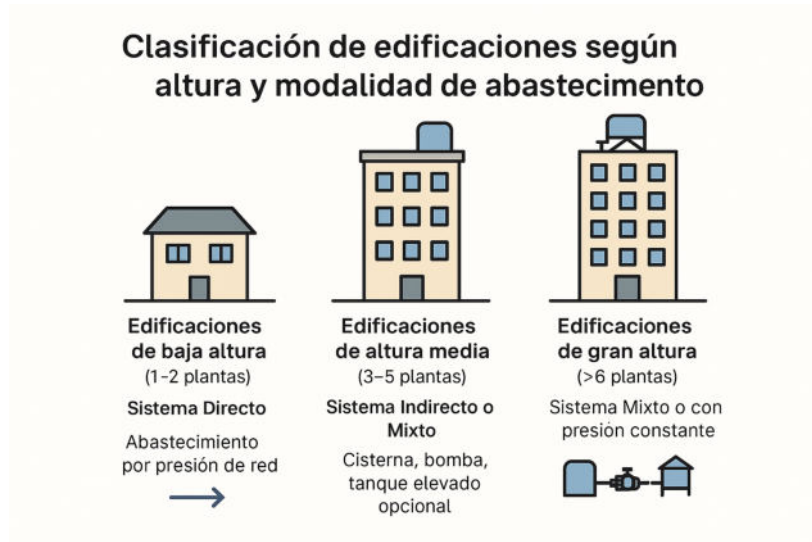 Clasificación de edificaciones según
altura y modalidad de abastecimiento
Edificaciones
de baja altura
(1-2 plantas)
Sistema Directo
Abastecimiento
por presión de red
Edificaciones
de altura media
(3–5 plantas)
Sistema Indirecto o
Mixto
Cisterna, bomba,
tanque elevado
opcional
Edificaciones
de gran altura
(>6 plantas)
Sistema Mixto o con
presión constante